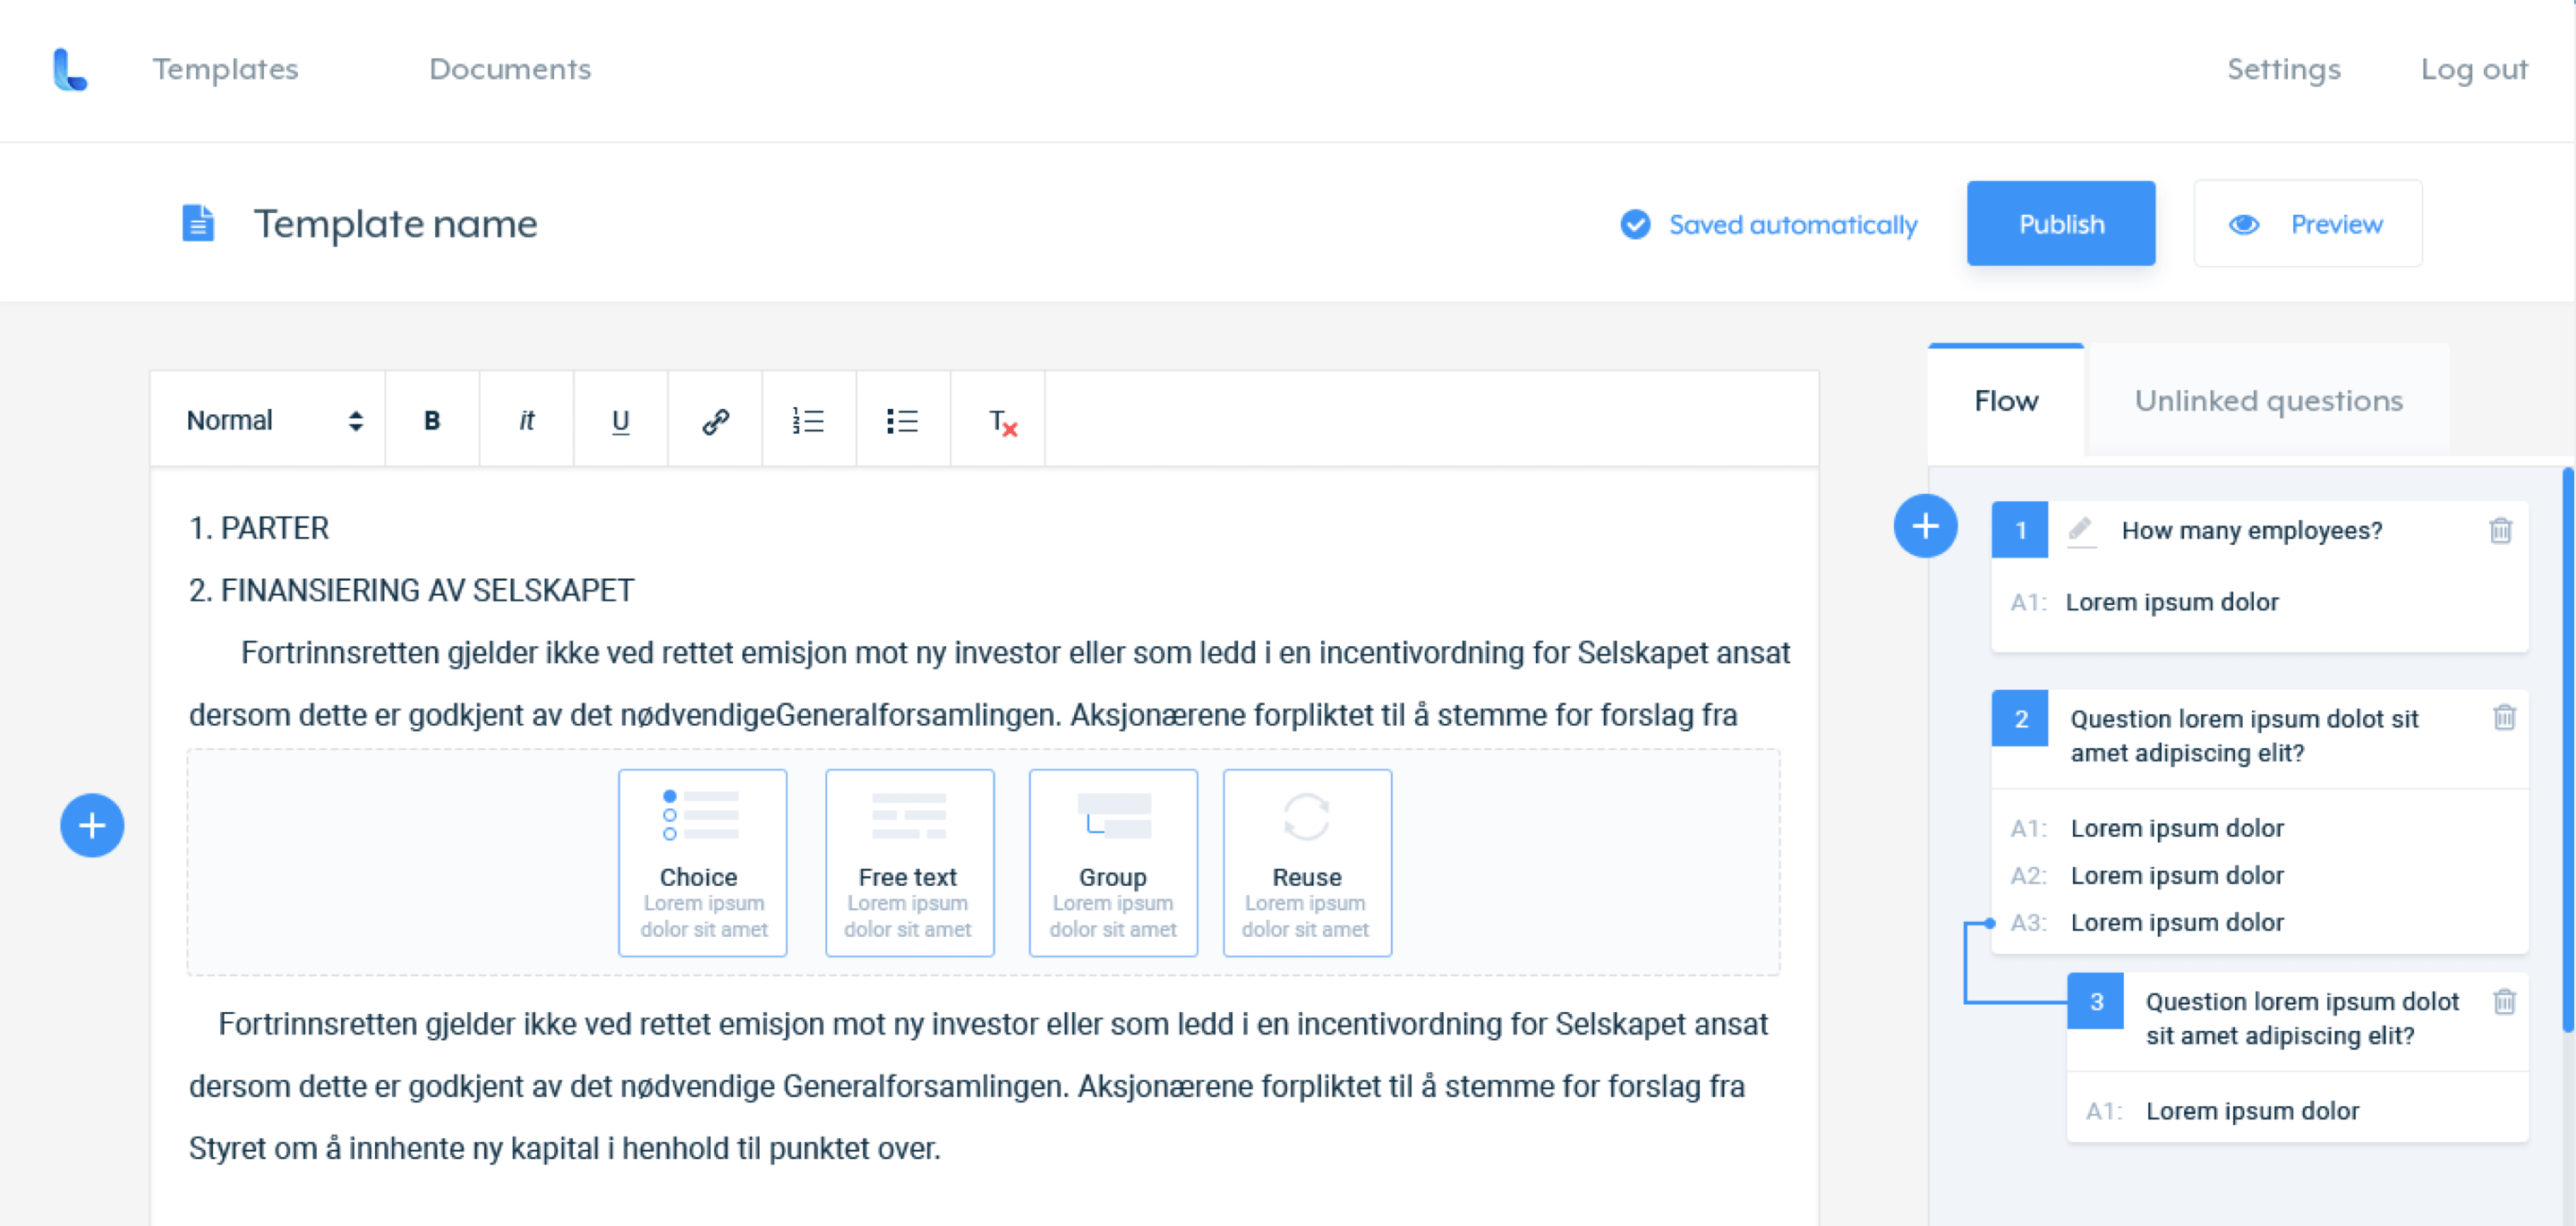 Templates Documents Settings Log out
Template name Saved automatically Publish Preview
Normal B it U Tx
Flow Unlinked questions
1. PARTER
2. FINANSIERING AV SELSKAPET
Fortrinnsretten gjelder ikke ved rettet emisjon mot ny investor eller som ledd i en incentivordning for Selskapet ansat
dersom dette er godkjent av det nødvendigeGeneralforsamlingen. Aksjonærene forpliktet til å stemme for forslag fra
Choice
Lorem ipsum
dolor sit amet
Free text
Lorem ipsum
dolor sit amet
Group
Lorem ipsum
dolor sit amet
Reuse
Lorem ipsum
dolor sit amet
Fortrinnsretten gjelder ikke ved rettet emisjon mot ny investor eller som ledd i en incentivordning for Selskapet ansat
dersom dette er godkjent av det nødvendige Generalforsamlingen. Aksjonærene forpliktet til å stemme for forslag fra
Styret om å innhente ny kapital i henhold til punktet over.
1 How many employees?
A1: Lorem ipsum dolor
2 Question lorem ipsum dolot sit
amet adipiscing elit?
A1: Lorem ipsum dolor
A2: Lorem ipsum dolor
A3: Lorem ipsum dolor
3 Question lorem ipsum dolot
sit amet adipiscing elit?
A1: Lorem ipsum dolor